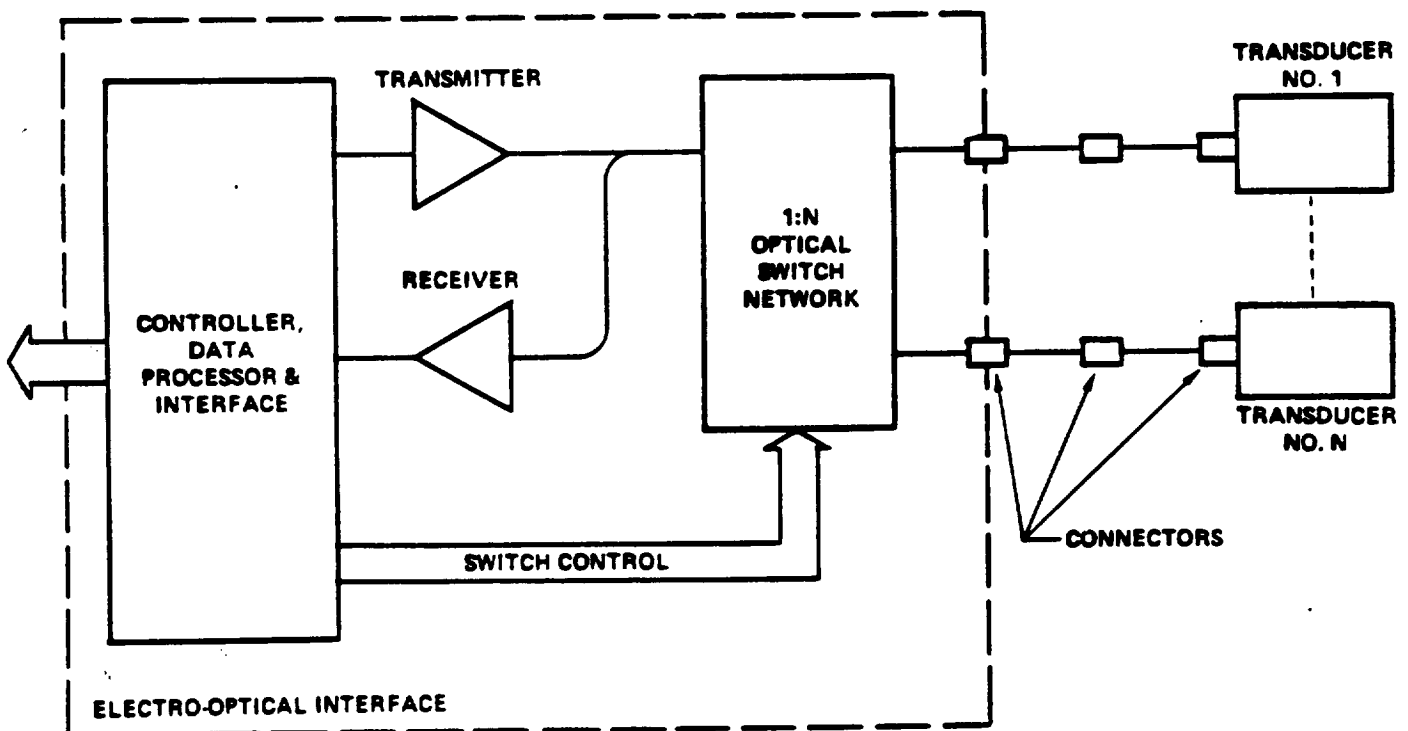 TRANSMITTER
TRANSDUCER
NO. 1
1:N
OPTICAL
SWITCH
NETWORK
RECEIVER
CONTROLLER,
DATA
PROCESSOR &
INTERFACE
TRANSDUCER
NO. N
CONNECTORS
SWITCH CONTROL
ELECTRO-OPTICAL INTERFACE